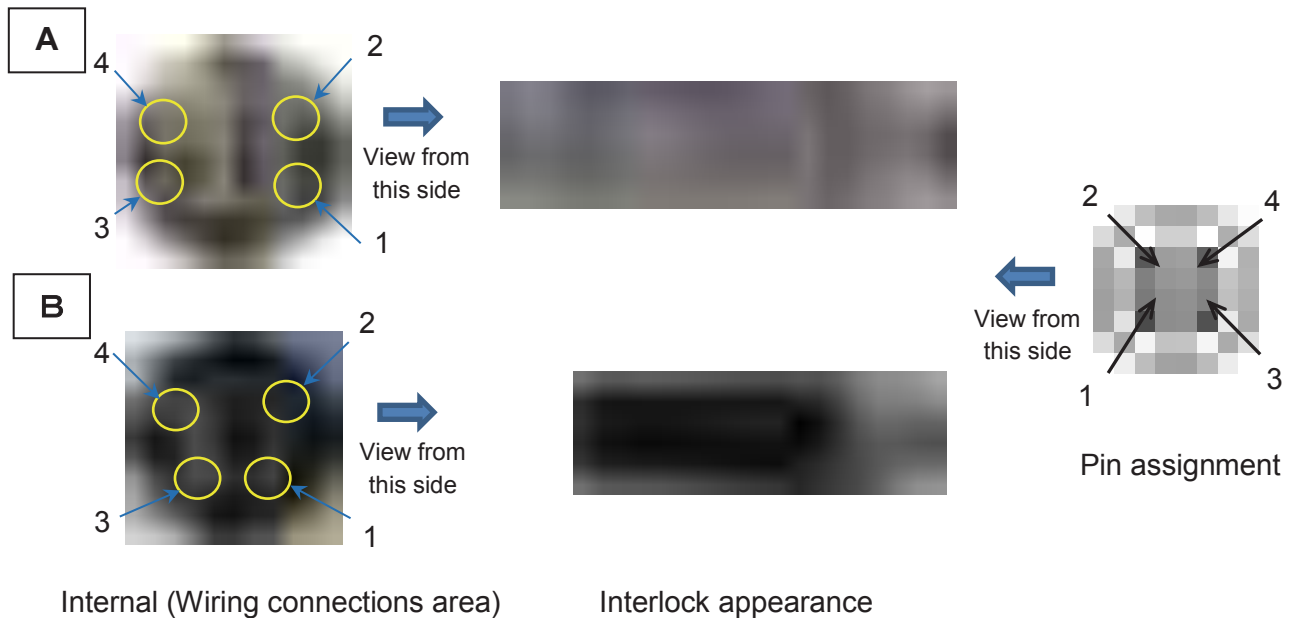 A
4
2
View from
this side
3
1
2
4
View from
this side
1
3
Pin assignment
B
4
2
View from
this side
3
1
Internal (Wiring connections area)
Interlock appearance